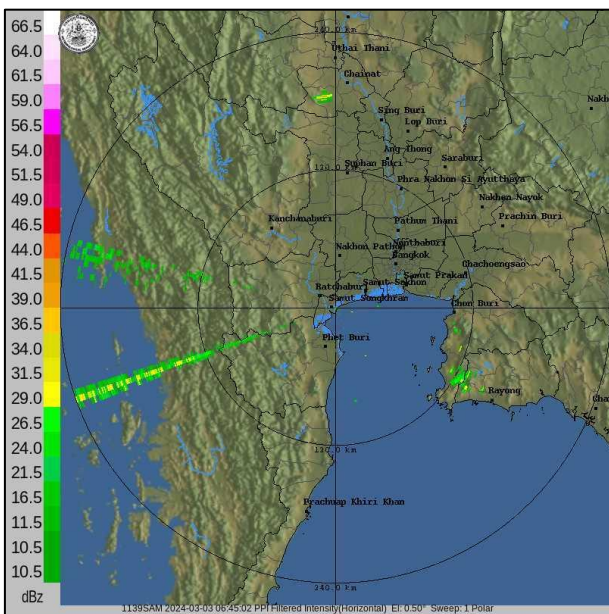 66.5
64.0
61.5
59.0
56.5
54.0
51.5
49.0
46.5
44.0
41.5
39.0
36.5
34.0
31.5
29.0
26.5
24.0
21.5
19.0
16.5
14.0
11.5
10.5
dBz
240.0 km
Uthai Thani
Chainat
Nakh
Sing Buri
Lop Buri
Ang Thong
Saraburi
120.0 km
Suphan Buri
Phra Nakhon Si Ayutthaya
Nakhon Nayok
Prachin Buri
Kanchanaburi
Pathum Thani
Nonthaburi
Nakhon Pathom
Bangkok
Chachoengsao
Samut Prakan
Samut Sakhon
Ratchaburi
Samut Songkhram
Chon Buri
Phet Buri
Rayong
Cha
120.0 km
Prachuap Khiri Khan
240.0 km
1139SAM 2024-03-03 06:45:02 PPI Filtered Intensity(Horizontal) El: 0.50° Sweep: 1 Polar